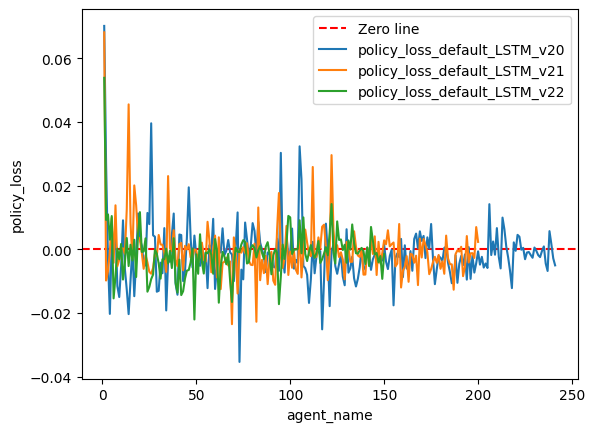 Zero line
policy_loss_default_LSTM_v20
policy_loss_default_LSTM_v21
policy_loss_default_LSTM_v22
policy_loss
0.06
0.04
0.02
0.00
−0.02
−0.04
0 50 100 150 200 250
agent_name